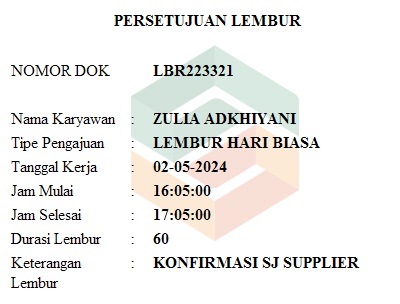 PERSETUJUAN LEMBUR
NOMOR DOK LBR223321
Nama Karyawan : ZULIA ADKHIYANI
Tipe Pengajuan : LEMBUR HARI BIASA
Tanggal Kerja : 02-05-2024
Jam Mulai : 16:05:00
Jam Selesai : 17:05:00
Durasi Lembur : 60
Keterangan : KONFIRMASI SJ SUPPLIER
Lembur